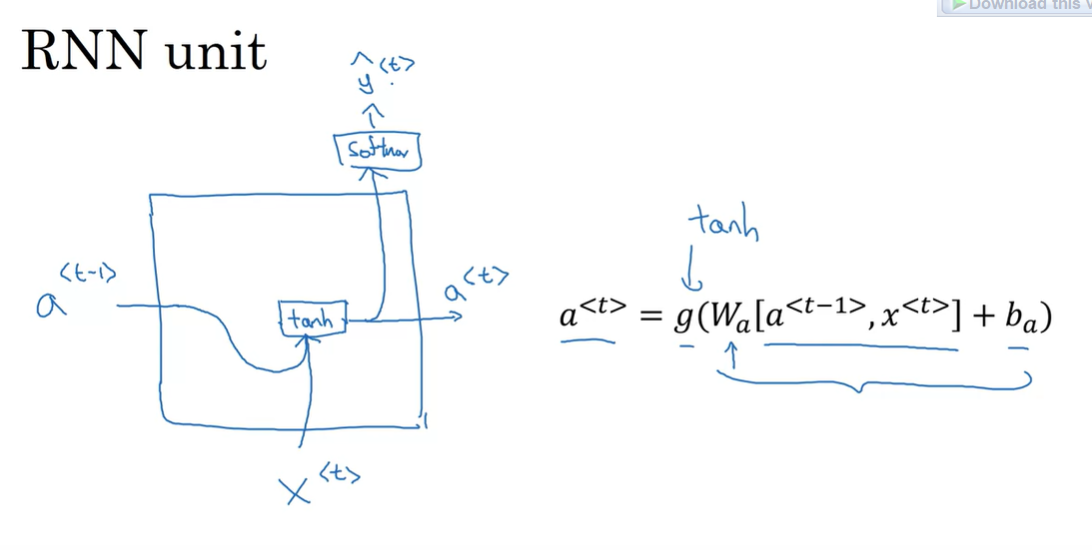 Download this v
RNN unit
ŷ<t>
softmax
a<t-1>
tanh
a<t>
x<t>
tanh
a<t> = g(Wₐ[a<t−1>, x<t>] + bₐ)